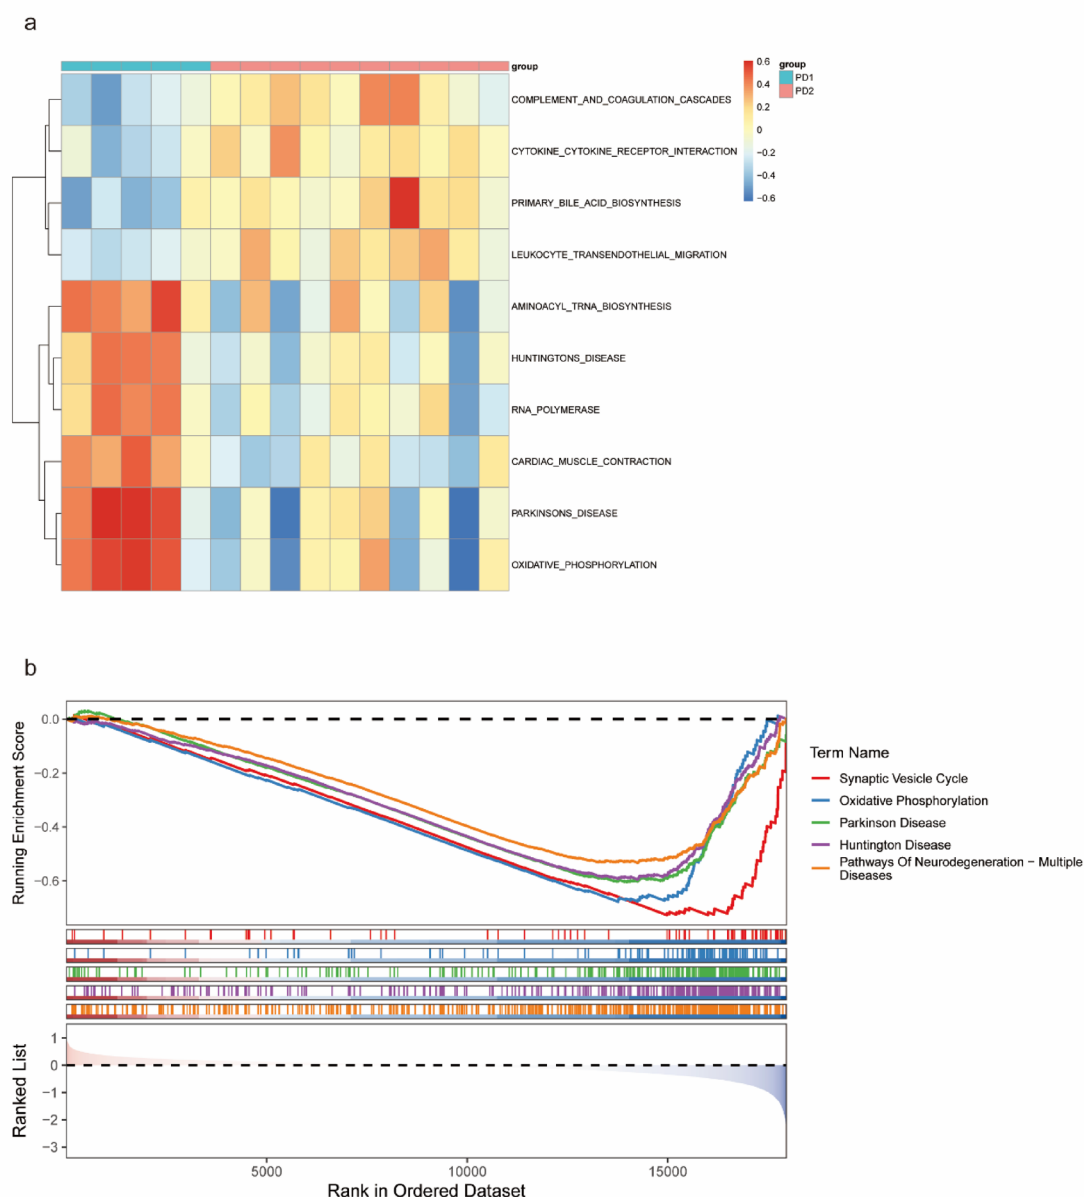 a
group
COMPLEMENT_AND_COAGULATION_CASCADES
CYTOKINE_CYTOKINE_RECEPTOR_INTERACTION
PRIMARY_BILE_ACID_BIOSYNTHESIS
LEUKOCYTE_TRANSENDOTHELIAL_MIGRATION
AMINOACYL_TRNA_BIOSYNTHESIS
HUNTINGTONS_DISEASE
RNA_POLYMERASE
CARDIAC_MUSCLE_CONTRACTION
PARKINSONS_DISEASE
OXIDATIVE_PHOSPHORYLATION
0.6
0.4
0.2
0
−0.2
−0.4
−0.6
group
PD1
PD2
b
Running Enrichment Score
0.0
−0.2
−0.4
−0.6
Term Name
Synaptic Vesicle Cycle
Oxidative Phosphorylation
Parkinson Disease
Huntington Disease
Pathways Of Neurodegeneration − Multiple
Diseases
Ranked List
1
0
−1
−2
−3
5000
10000
15000
Rank in Ordered Dataset